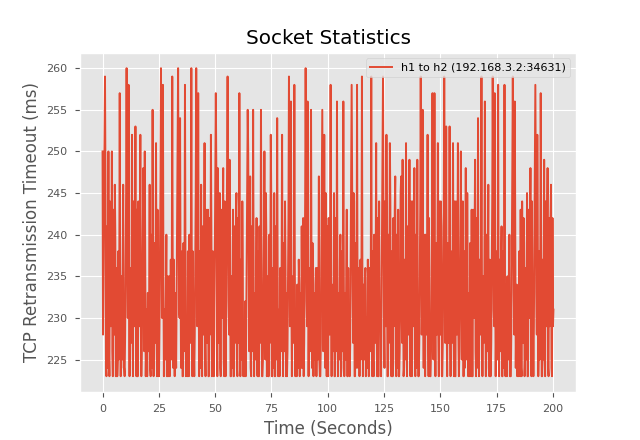 Socket Statistics
h1 to h2 (192.168.3.2:34631)
TCP Retransmission Timeout (ms)
260
255
250
245
240
235
230
225
0 25 50 75 100 125 150 175 200
Time (Seconds)